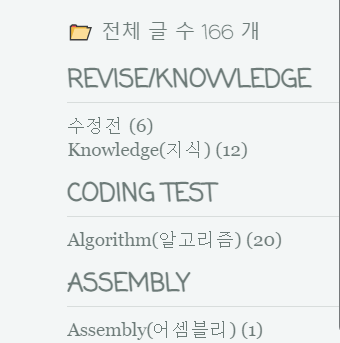 전체 글 수 166 개
REVISE/KNOWLEDGE
수정전 (6)
Knowledge(지식) (12)
CODING TEST
Algorithm(알고리즘) (20)
ASSEMBLY
Assembly(어셈블리) (1)